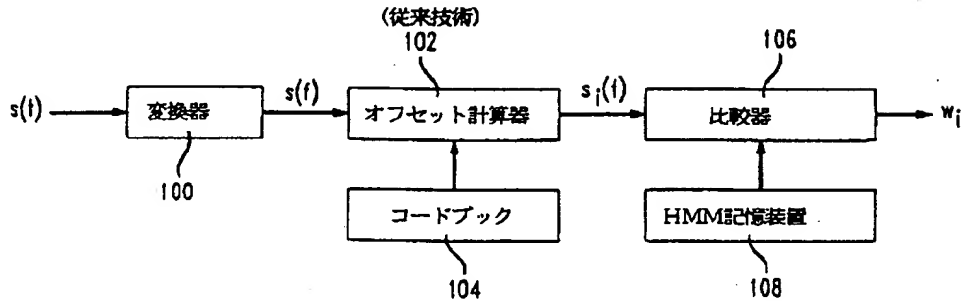 (従来技術)
102
106
s(t)
変換器
s(f)
オフセット計算器
s_i(f)
比較器
w_i
100
コードブック
HMM記憶装置
104
108